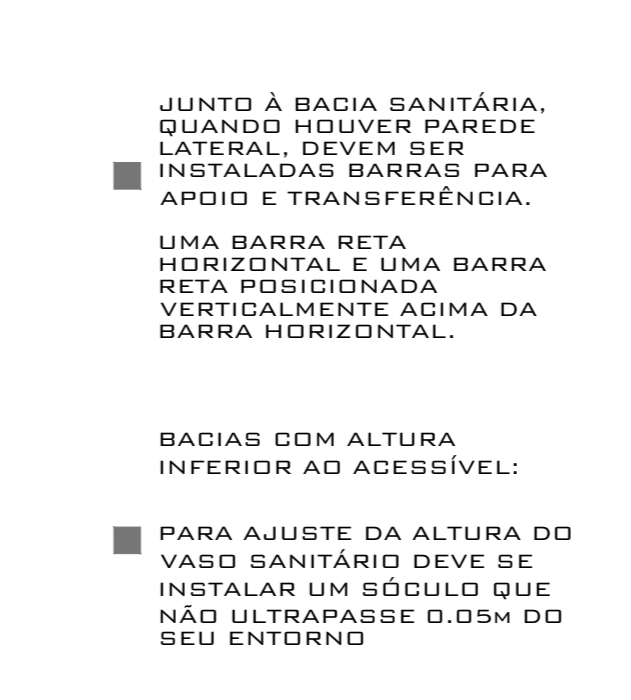 JUNTO À BACIA SANITÁRIA,
QUANDO HOUVER PAREDE
LATERAL, DEVEM SER
INSTALADAS BARRAS PARA
APOIO E TRANSFERÊNCIA.
UMA BARRA RETA
HORIZONTAL E UMA BARRA
RETA POSICIONADA
VERTICALMENTE ACIMA DA
BARRA HORIZONTAL.
BACIAS COM ALTURA
INFERIOR AO ACESSÍVEL:
PARA AJUSTE DA ALTURA DO
VASO SANITÁRIO DEVE SE
INSTALAR UM SÓCULO QUE
NÃO ULTRAPASSE 0.05M DO
SEU ENTORNO